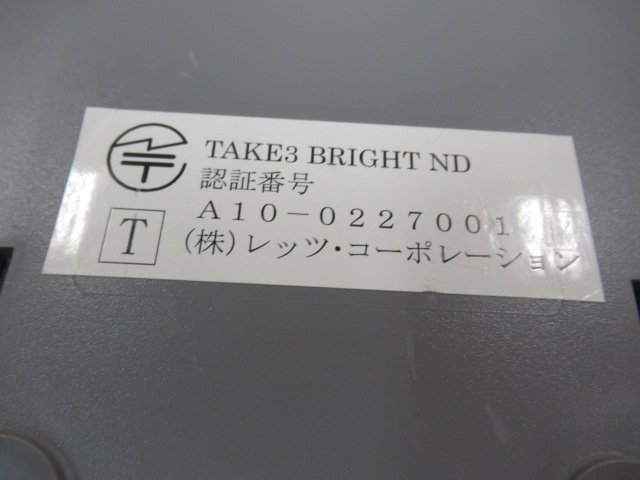 TAKE3 BRIGHT ND
認証番号
T
A10-0227001
(株)レッツ・コーポレーション